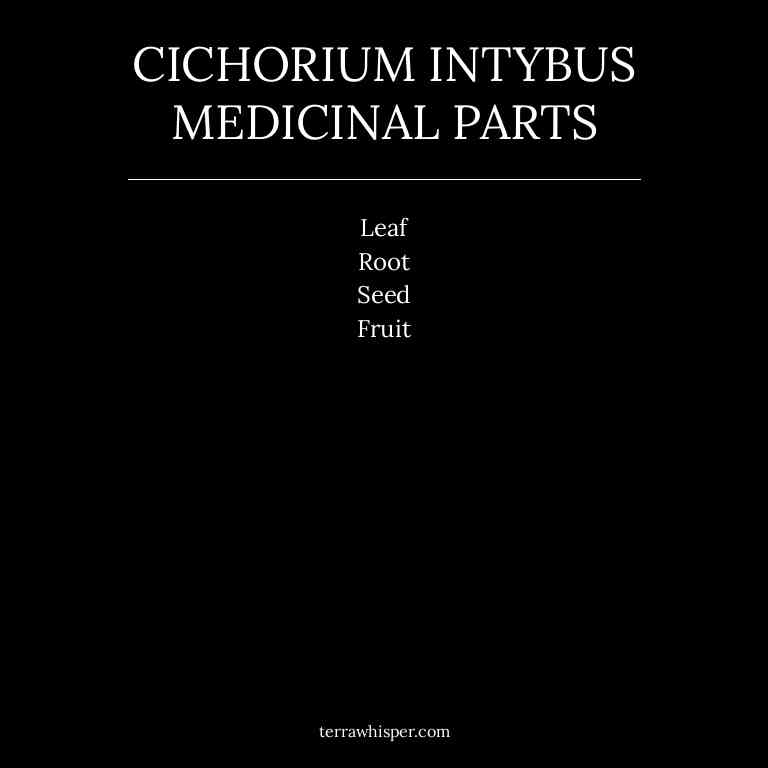 CICHORIUM INTYBUS
MEDICINAL PARTS
Leaf
Root
Seed
Fruit
terrawhisper.com